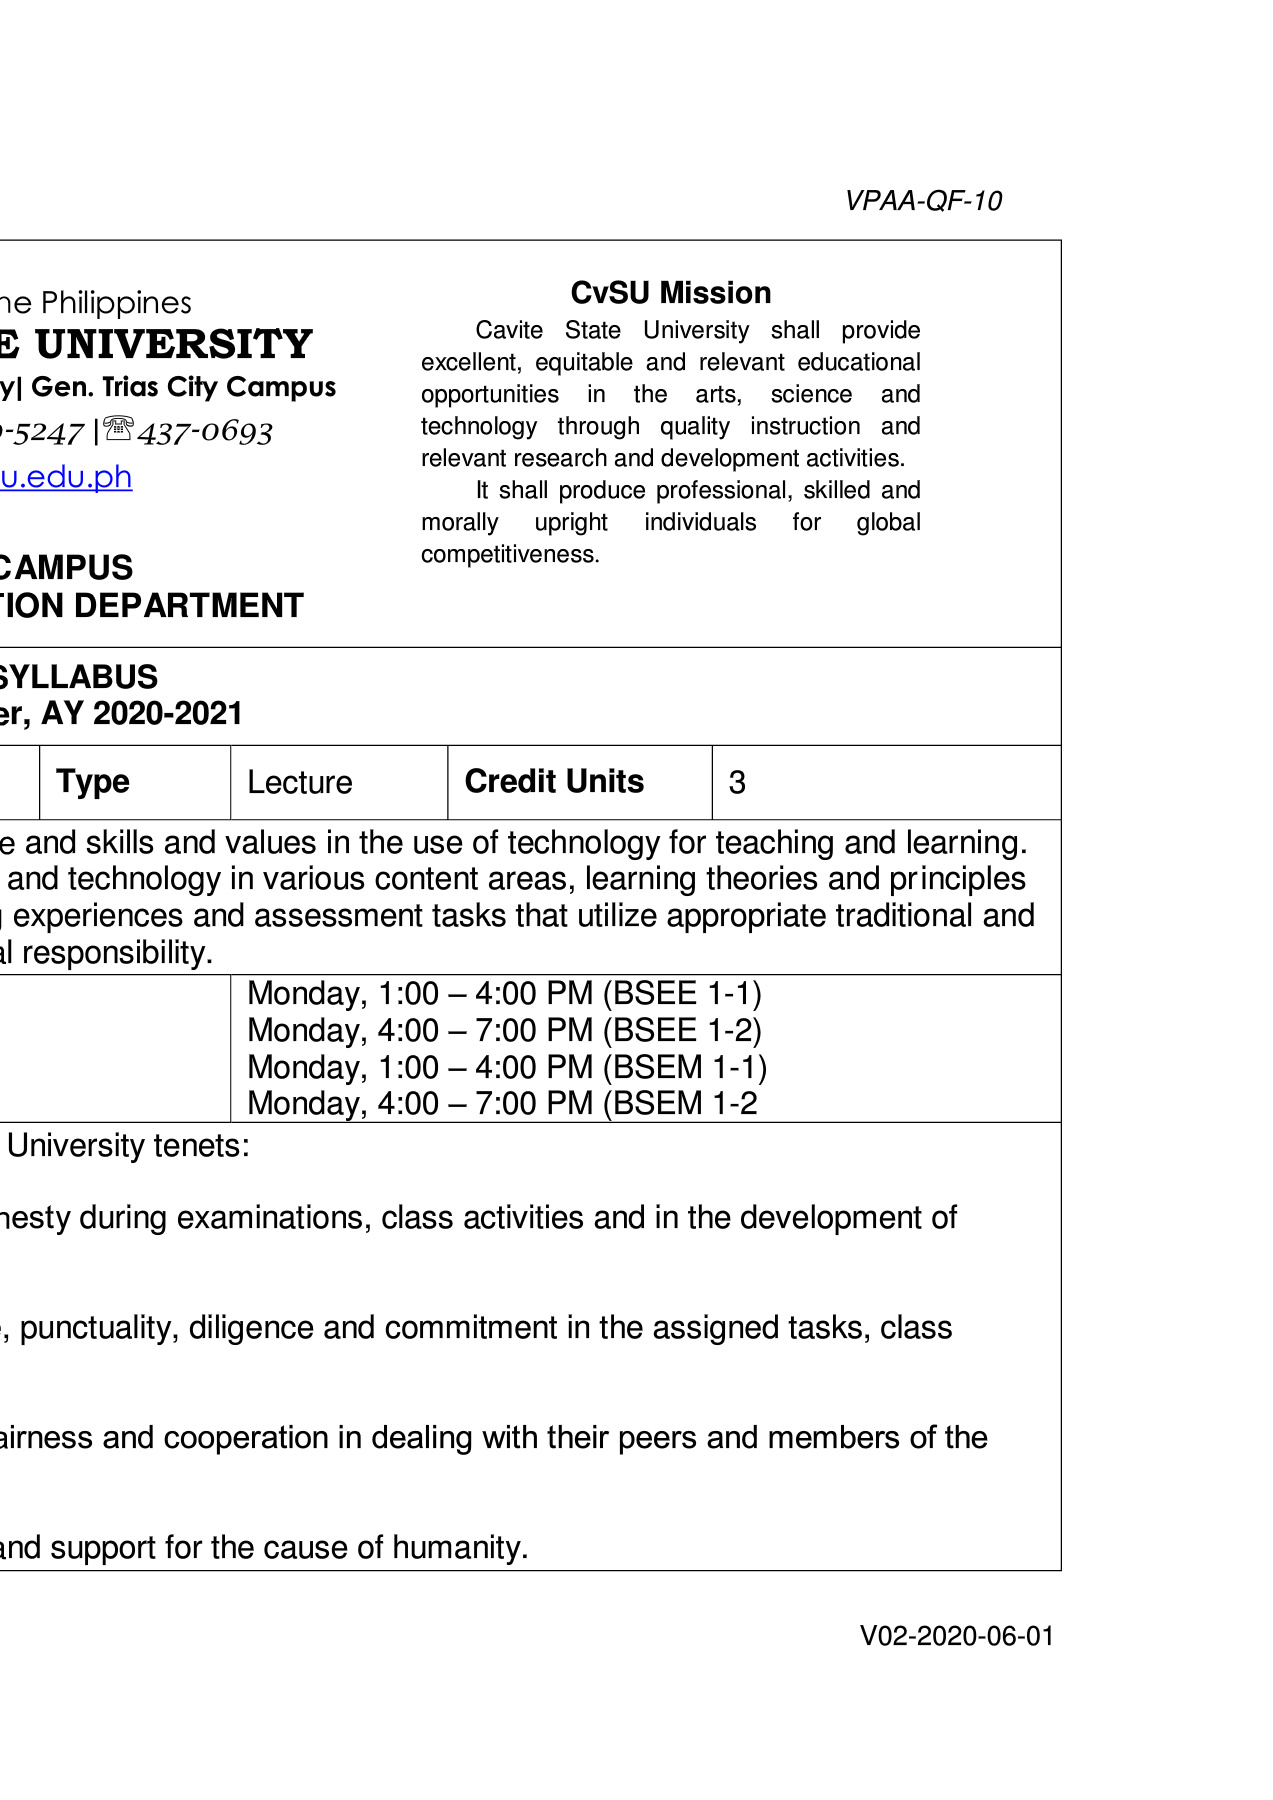 VPAA-QF-10
he Philippines
E UNIVERSITY
y| Gen. Trias City Campus
-5247 |☏437-0693
u.edu.ph
CAMPUS
TION DEPARTMENT
CvSU Mission
Cavite State University shall provide
excellent, equitable and relevant educational
opportunities in the arts, science and
technology through quality instruction and
relevant research and development activities.
It shall produce professional, skilled and
morally upright individuals for global
competitiveness.
SYLLABUS
er, AY 2020-2021
Type Lecture Credit Units 3
e and skills and values in the use of technology for teaching and learning.
and technology in various content areas, learning theories and principles
g experiences and assessment tasks that utilize appropriate traditional and
al responsibility.
Monday, 1:00 – 4:00 PM (BSEE 1-1)
Monday, 4:00 – 7:00 PM (BSEE 1-2)
Monday, 1:00 – 4:00 PM (BSEM 1-1)
Monday, 4:00 – 7:00 PM (BSEM 1-2
University tenets:
nesty during examinations, class activities and in the development of
, punctuality, diligence and commitment in the assigned tasks, class
airness and cooperation in dealing with their peers and members of the
and support for the cause of humanity.
V02-2020-06-01